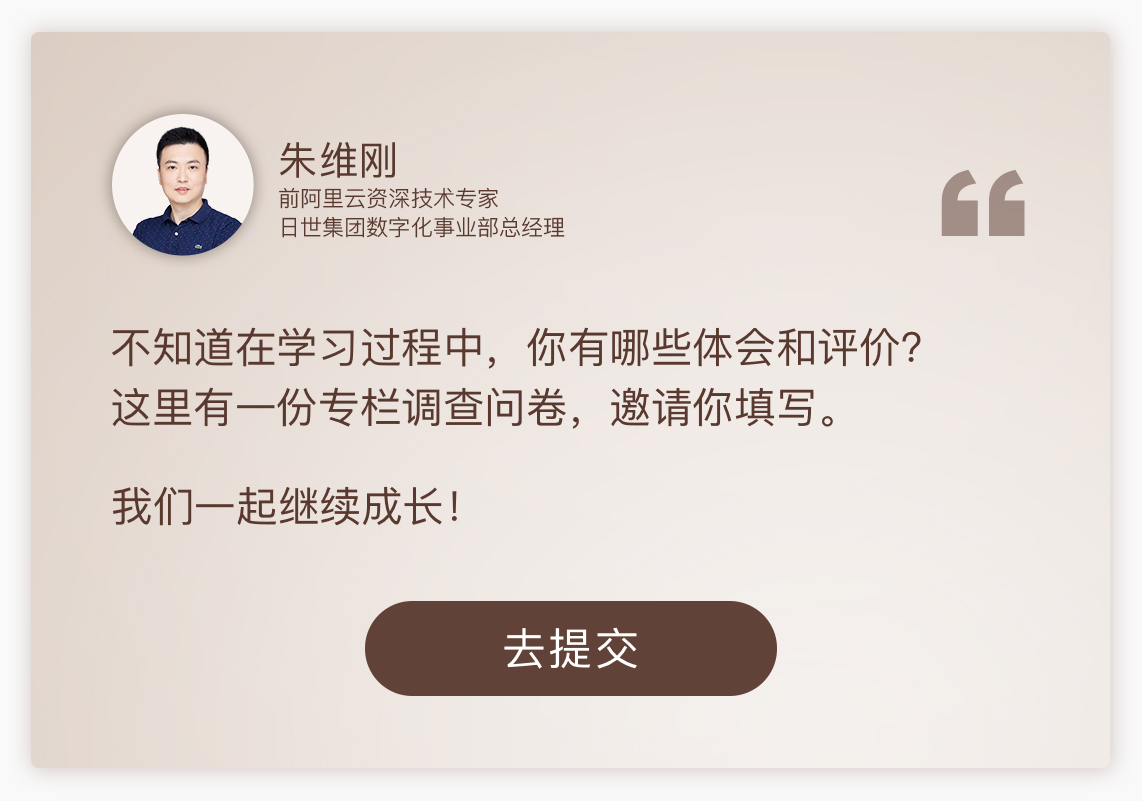 朱维刚
前阿里云资深技术专家
日世集团数字化事业部总经理
不知道在学习过程中，你有哪些体会和评价？
这里有一份专栏调查问卷，邀请你填写。
我们一起继续成长！
去提交